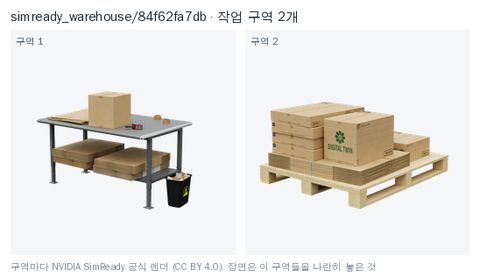 simready_warehouse/84f62fa7db · 작업 구역 2개
구역 1
구역 2
DIGITAL TWIN
구역마다 NVIDIA SimReady 공식 렌더 (CC BY 4.0). 장면은 이 구역들을 나란히 놓은 것